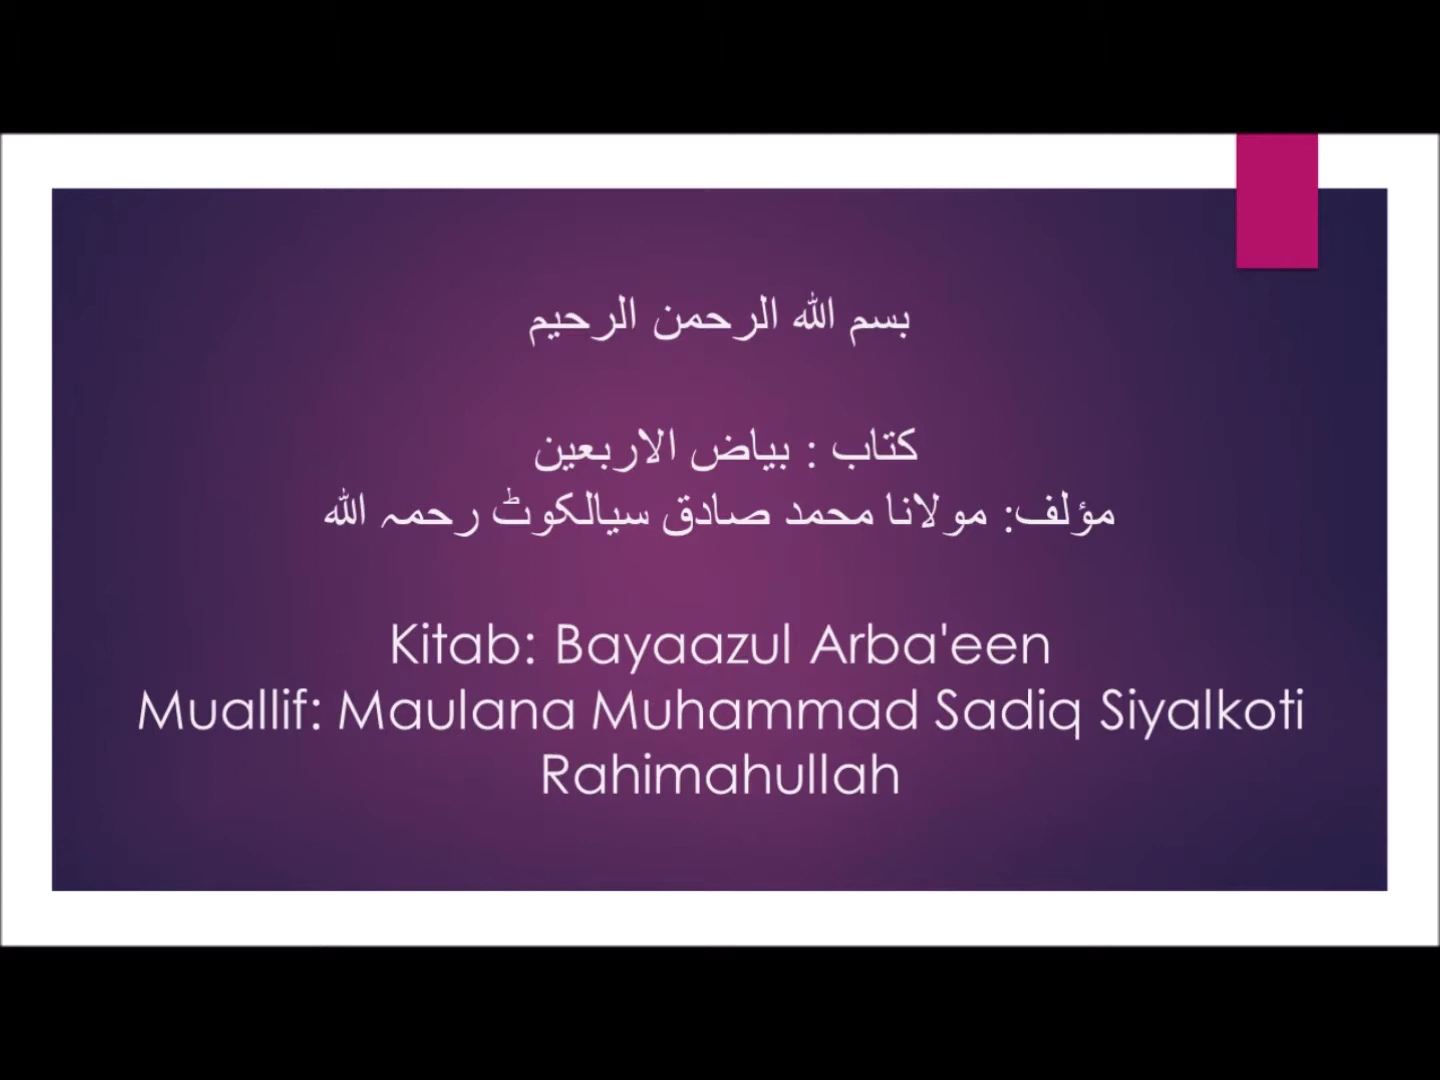 بسم الله الرحمن الرحيم
کتاب : بیاض الاربعین
مؤلف: مولانا محمد صادق سیالکوٹ رحمہ اللہ
Kitab: Bayaazul Arba'een
Muallif: Maulana Muhammad Sadiq Siyalkoti
Rahimahullah